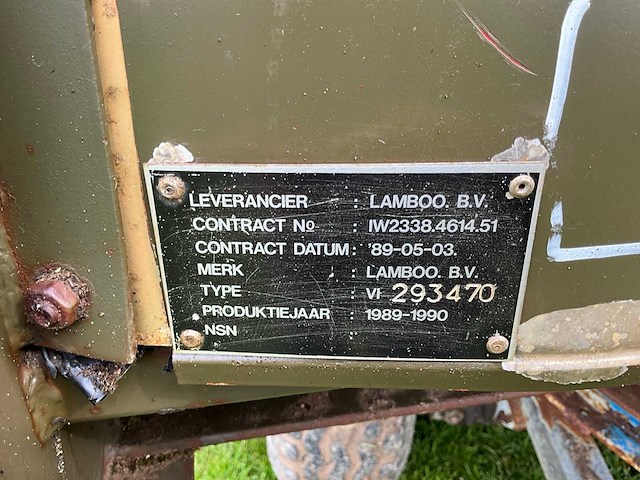 LEVERANCIER : LAMBOO. B.V.
CONTRACT No : IW2338.4614.51
CONTRACT DATUM : '89-05-03.
MERK : LAMBOO. B.V.
TYPE : VI 293470
PRODUKTIEJAAR : 1989-1990
NSN :